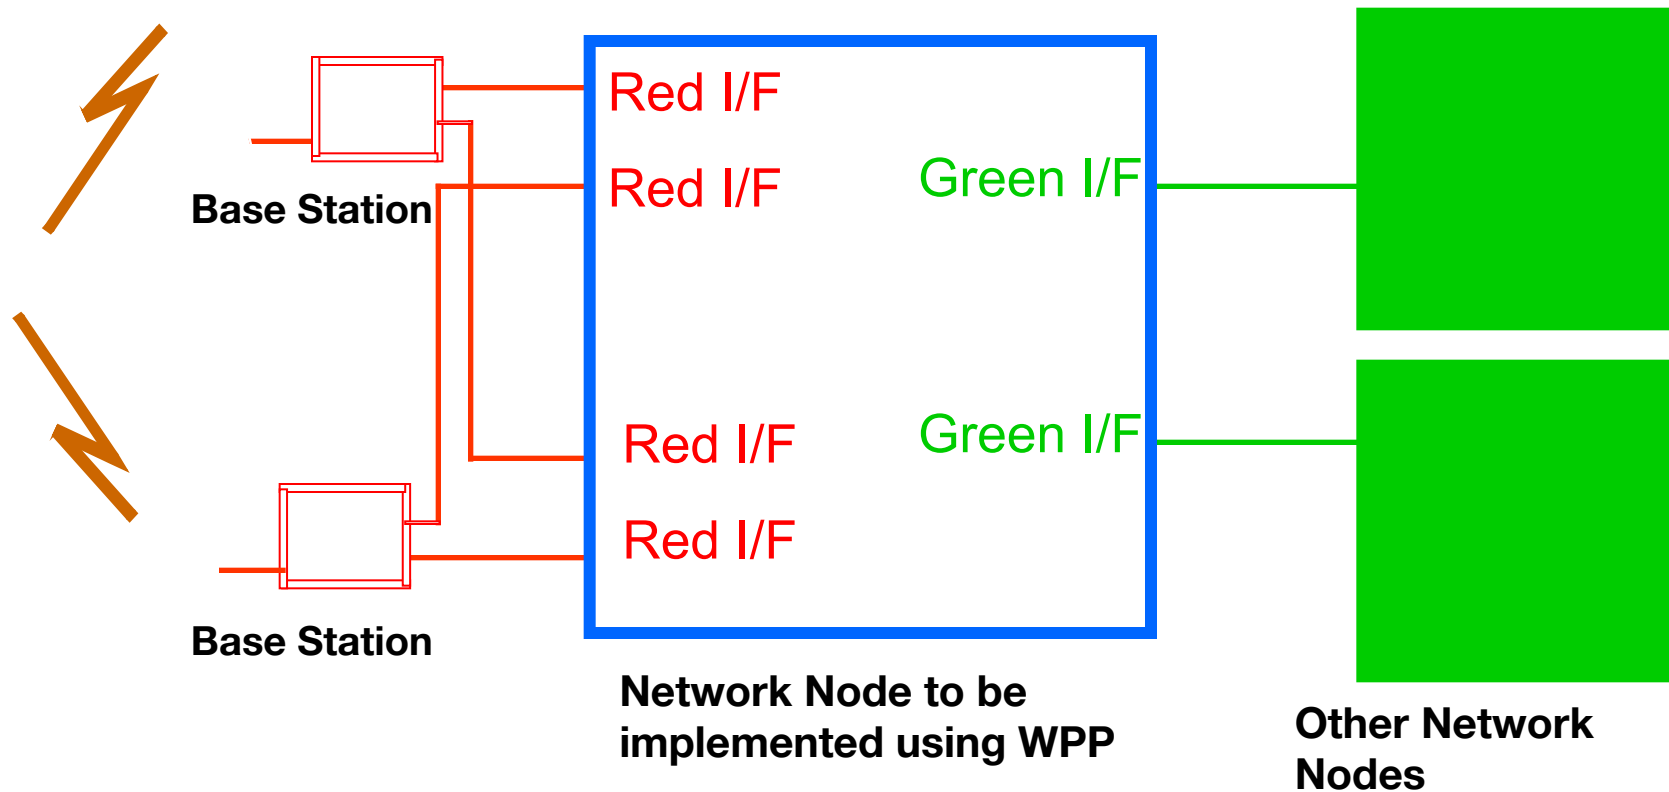 Red I/F
Red I/F
Green I/F
Base Station
Red I/F
Green I/F
Red I/F
Base Station
Network Node to be
implemented using WPP
Other Network
Nodes